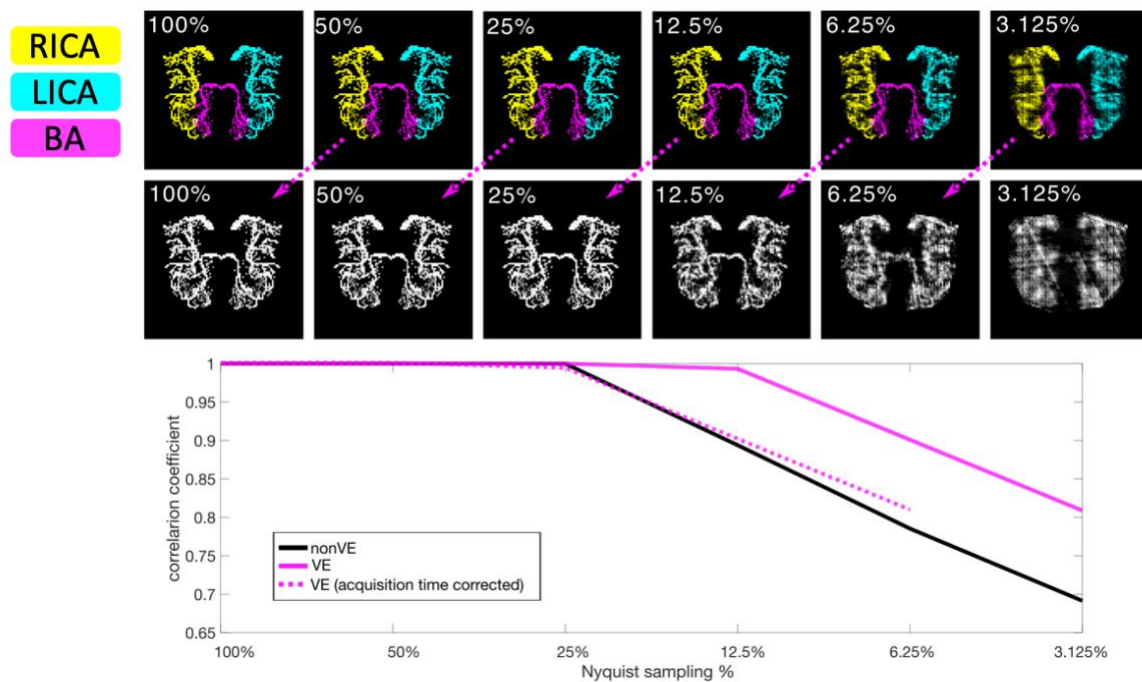 RICA
LICA
BA
100% 50% 25% 12.5% 6.25% 3.125%
100% 50% 25% 12.5% 6.25% 3.125%
correlarion coefficient
1
0.95
0.9
0.85
0.8
0.75
0.7
0.65
nonVE
VE
VE (acquisition time corrected)
100% 50% 25% 12.5% 6.25% 3.125%
Nyquist sampling %